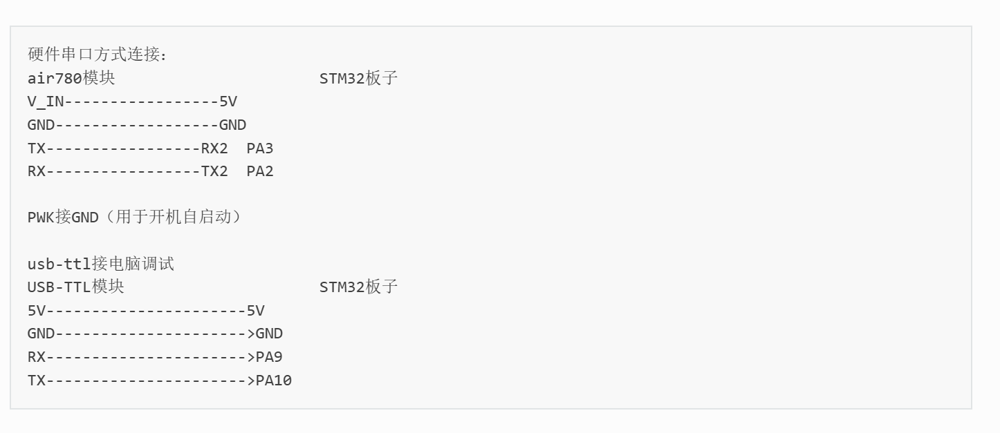 硬件串口方式连接:
air780模块                      STM32板子
V_IN-----------------5V
GND------------------GND
TX-----------------RX2  PA3
RX-----------------TX2  PA2
PWK接GND（用于开机自启动）
usb-ttl接电脑调试
USB-TTL模块                     STM32板子
5V----------------------5V
GND--------------------->GND
RX---------------------->PA9
TX---------------------->PA10